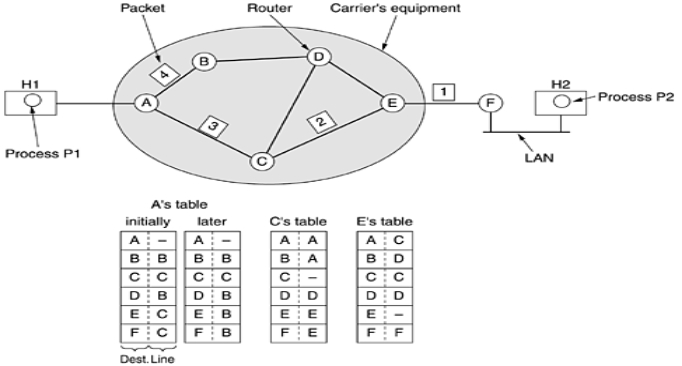 Packet Router Carrier's equipment
4 B D
H1 1 H2
A E F Process P2
3 2
Process P1 C LAN
A's table
initially later C's table E's table
A – A – A A A C
B B B B B A B D
C C C C C – C C
D B D B D D D D
E C E B E E E –
F C F B F E F F
Dest. Line